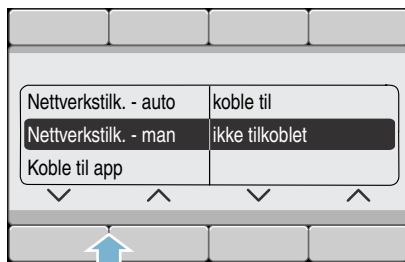 Nettverkstilk. - auto koble til
Nettverkstilk. - man ikke tilkoblet
Koble til app